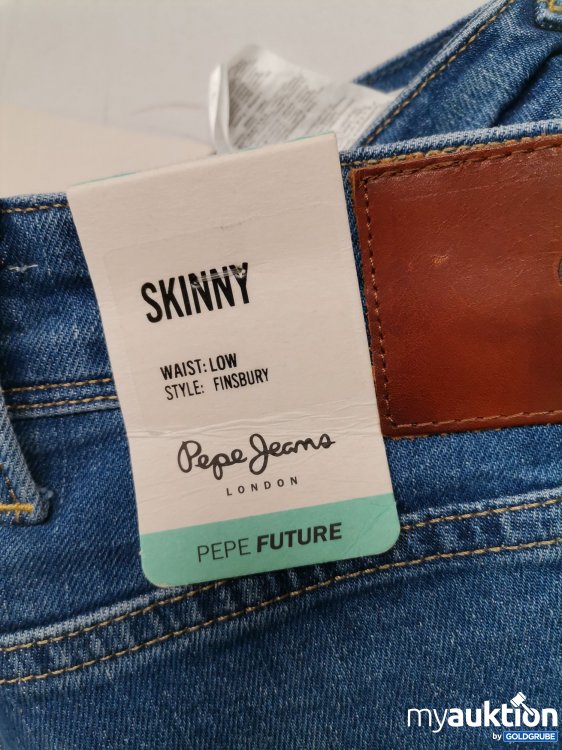 SKINNY
WAIST: LOW
STYLE: FINSBURY
Pepe Jeans
LONDON
PEPE FUTURE
myauktion
by GOLDGRUBE